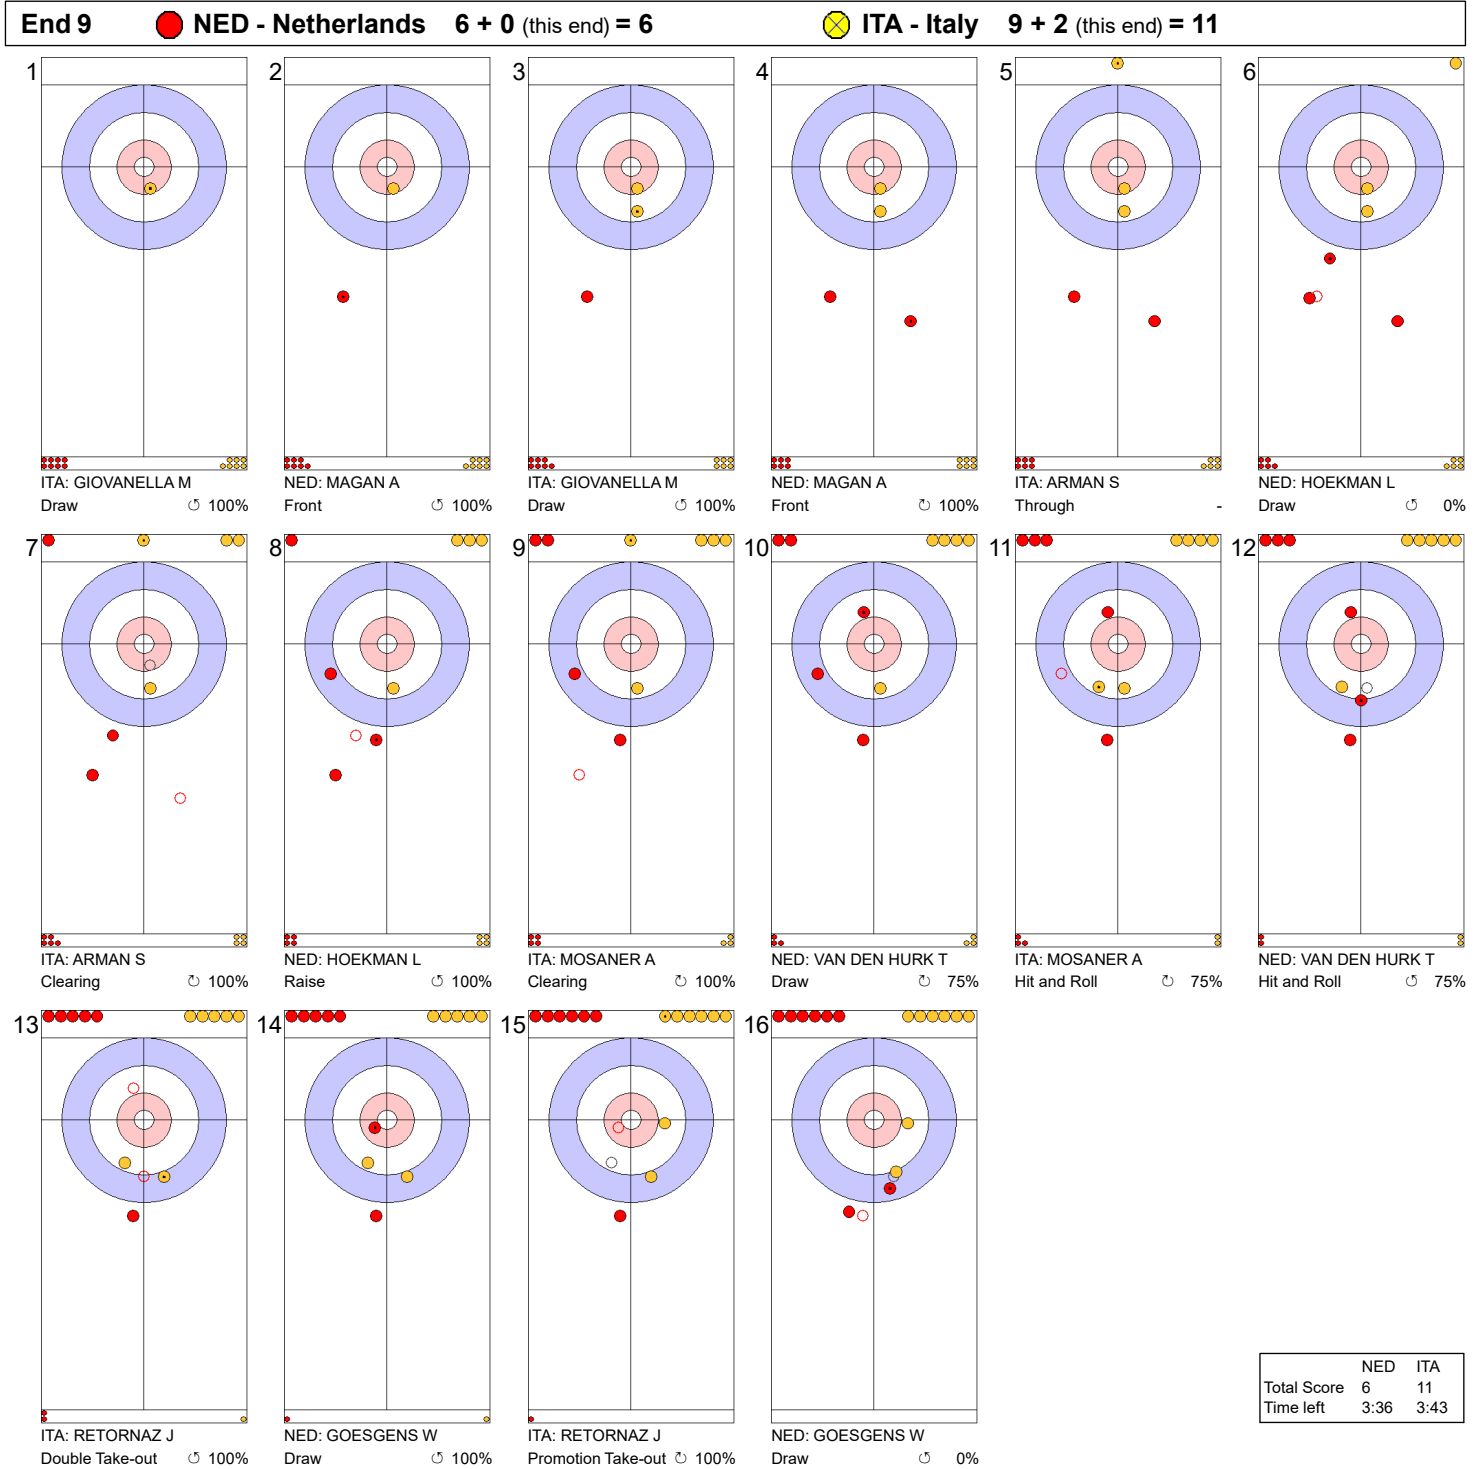 End 9 NED - Netherlands 6 + 0 (this end) = 6 ITA - Italy 9 + 2 (this end) = 11
1 2 3 4 5 6
ITA: GIOVANELLA M NED: MAGAN A ITA: GIOVANELLA M NED: MAGAN A ITA: ARMAN S NED: HOEKMAN L
Draw ↺ 100% Front ↺ 100% Draw ↺ 100% Front ↻ 100% Through - Draw ↺ 0%
7 8 9 10 11 12
ITA: ARMAN S NED: HOEKMAN L ITA: MOSANER A NED: VAN DEN HURK T ITA: MOSANER A NED: VAN DEN HURK T
Clearing ↻ 100% Raise ↻ 100% Clearing ↻ 100% Draw ↻ 75% Hit and Roll ↻ 75% Hit and Roll ↺ 75%
13 14 15 16
NED ITA
Total Score 6 11
Time left 3:36 3:43
ITA: RETORNAZ J NED: GOESGENS W ITA: RETORNAZ J NED: GOESGENS W
Double Take-out ↺ 100% Draw ↺ 100% Promotion Take-out ↻ 100% Draw ↺ 0%